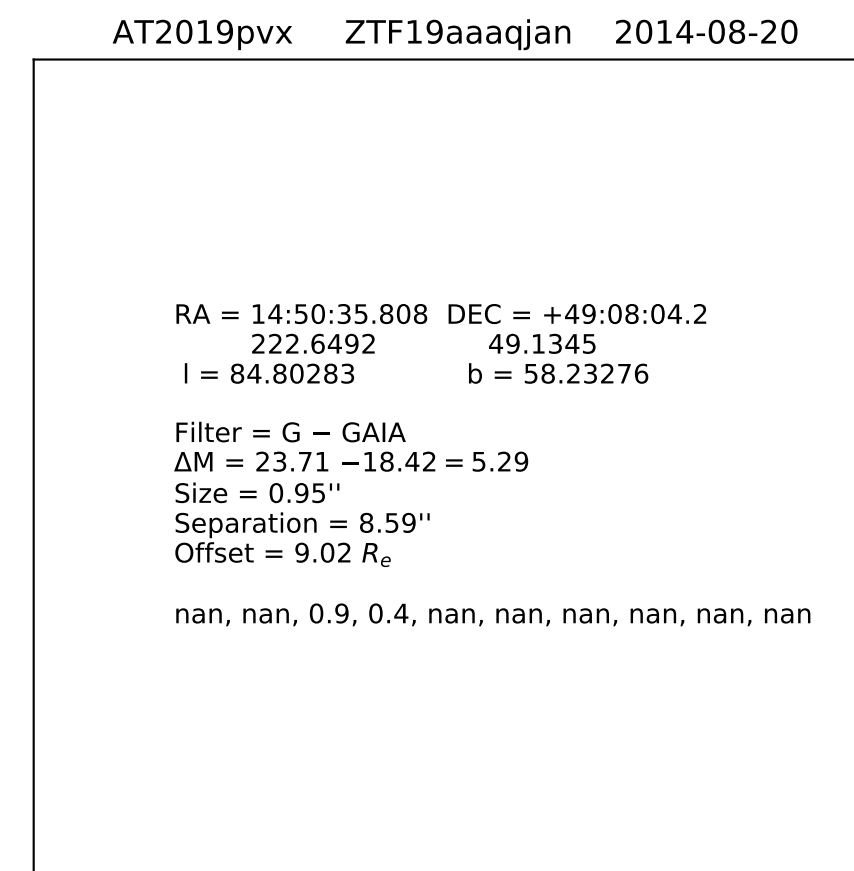 AT2019pvx ZTF19aaaqjan 2014-08-20
RA = 14:50:35.808 DEC = +49:08:04.2
222.6492 49.1345
l = 84.80283 b = 58.23276
Filter = G − GAIA
ΔM = 23.71 −18.42 = 5.29
Size = 0.95''
Separation = 8.59''
Offset = 9.02 Rₑ
nan, nan, 0.9, 0.4, nan, nan, nan, nan, nan, nan